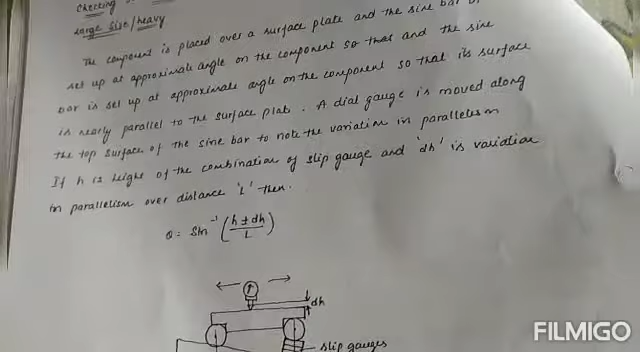 Checking
Large Size/heavy
The component is placed over a surface plate and the sine bar
set up at approximate angle on the component so that and the sine
bar is set up at approximate angle on the component so that its surface
is nearly parallel to the surface plate. A dial gauge is moved along
the top surface of the sine bar to note the variation in parallelism
If h is height of the combination of slip gauge and 'dh' is variation
in parallelism over distance 'L' then.
θ = Sin⁻¹ (h ± dh / L)
dh
slip gauges
FILMIGO